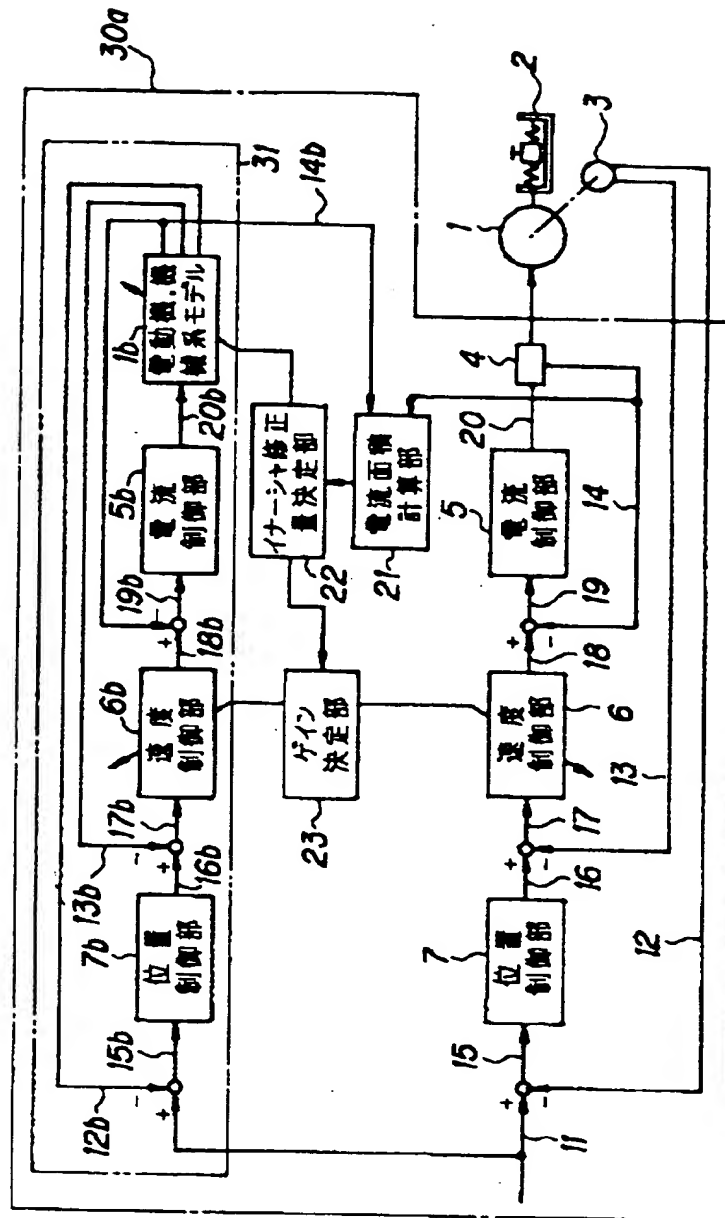 30a
31
14b
1b
電動機、機
械系モデル
20b
5b
電流
制御部
19b
-
+
18b
6b
速度
制御部
17b
-
+
13b
16b
7b
位置
制御部
15b
-
+
12b
イナーシャ修正
量決定部
22
電流面積
計算部
21
ゲイン
決定部
23
1
2
3
4
20
5
電流
制御部
14
19
+
-
18
速度
制御部
6
13
17
+
-
16
7
位置
制御部
12
15
+
-
11